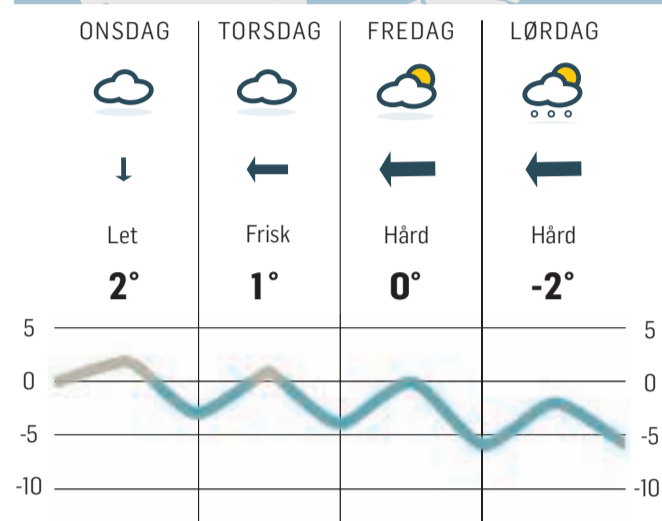 ONSDAG TORSDAG FREDAG LØRDAG
Let Frisk Hård Hård
2° 1° 0° -2°
5 5
0 0
-5 -5
-10 -10